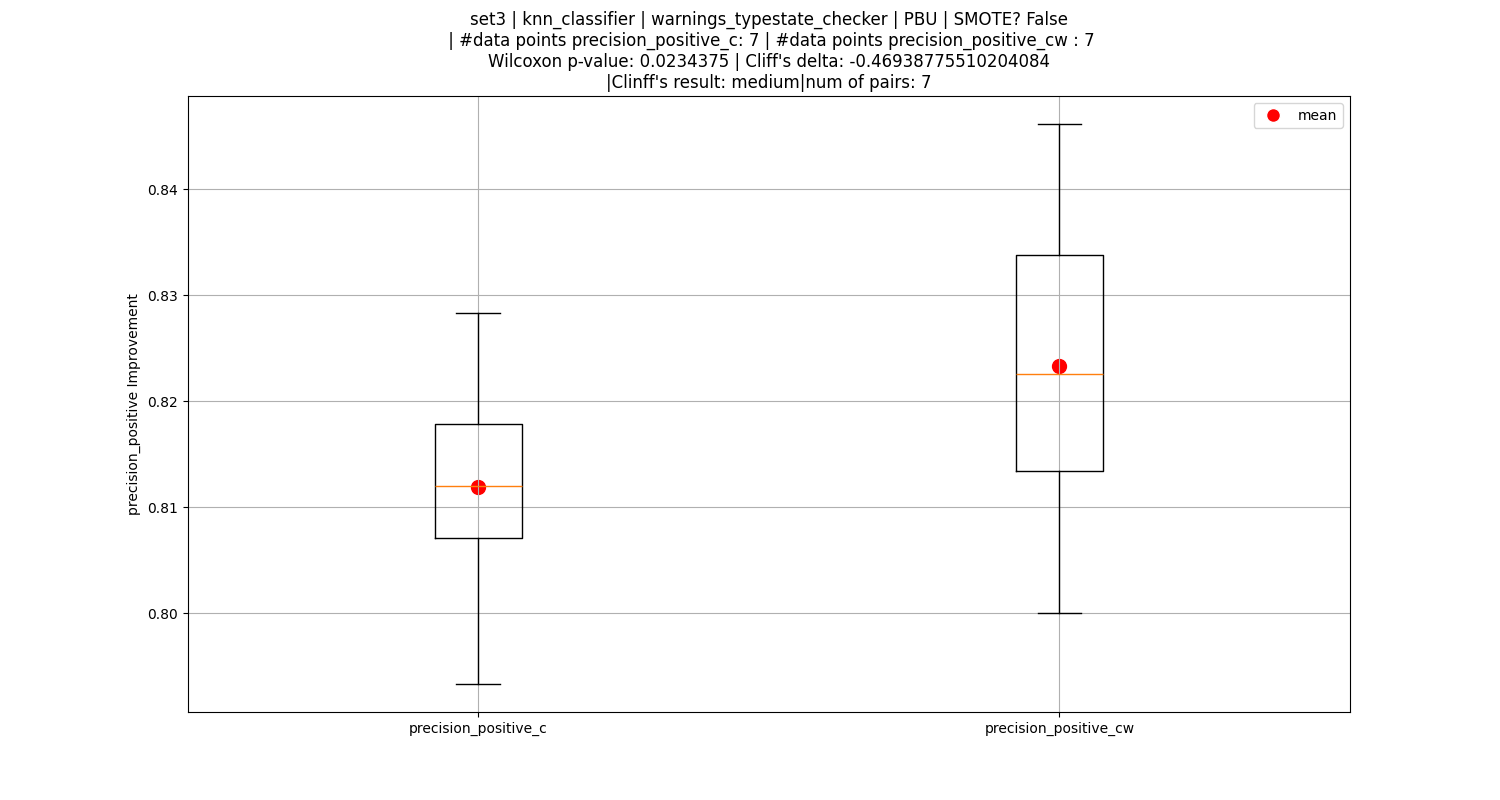 set3 | knn_classifier | warnings_typestate_checker | PBU | SMOTE? False
| #data points precision_positive_c: 7 | #data points precision_positive_cw : 7
Wilcoxon p-value: 0.0234375 | Cliff's delta: -0.46938775510204084
|Clinff's result: medium|num of pairs: 7
mean
0.84
0.83
0.82
0.81
0.80
precision_positive Improvement
precision_positive_c
precision_positive_cw